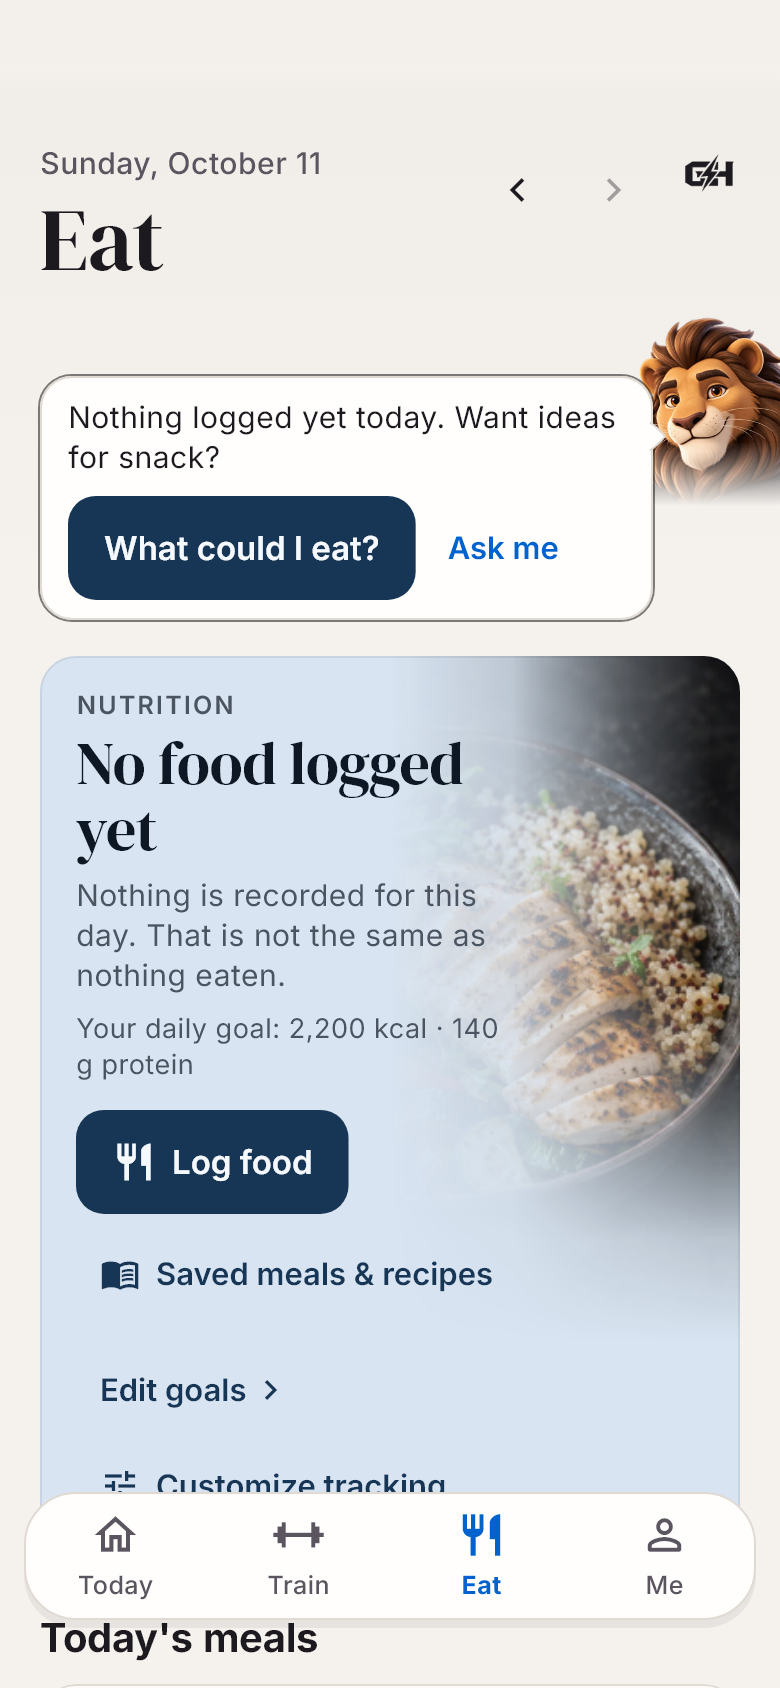 Sunday, October 11
GH
Eat
Nothing logged yet today. Want ideas
for snack?
What could I eat?
Ask me
NUTRITION
No food logged
yet
Nothing is recorded for this
day. That is not the same as
nothing eaten.
Your daily goal: 2,200 kcal · 140
g protein
Log food
Saved meals & recipes
Edit goals
Customize tracking
Today
Train
Eat
Me
Today's meals